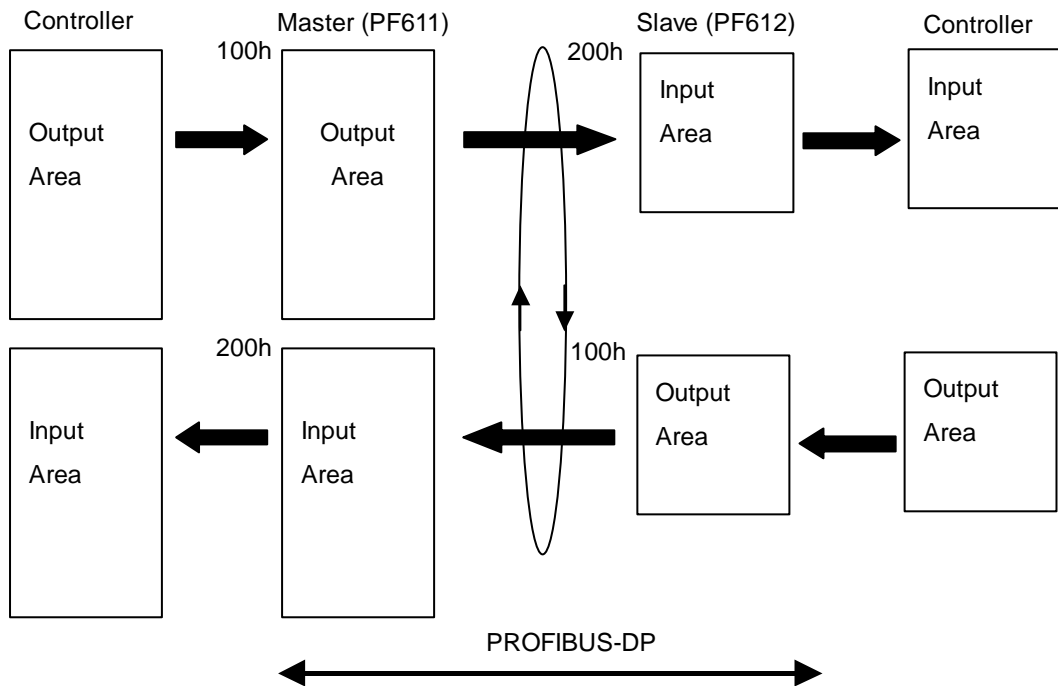 Controller
Master (PF611)
Slave (PF612)
Controller
100h
200h
Output
Area
Output
Area
Input
Area
Input
Area
200h
100h
Input
Area
Input
Area
Output
Area
Output
Area
PROFIBUS-DP